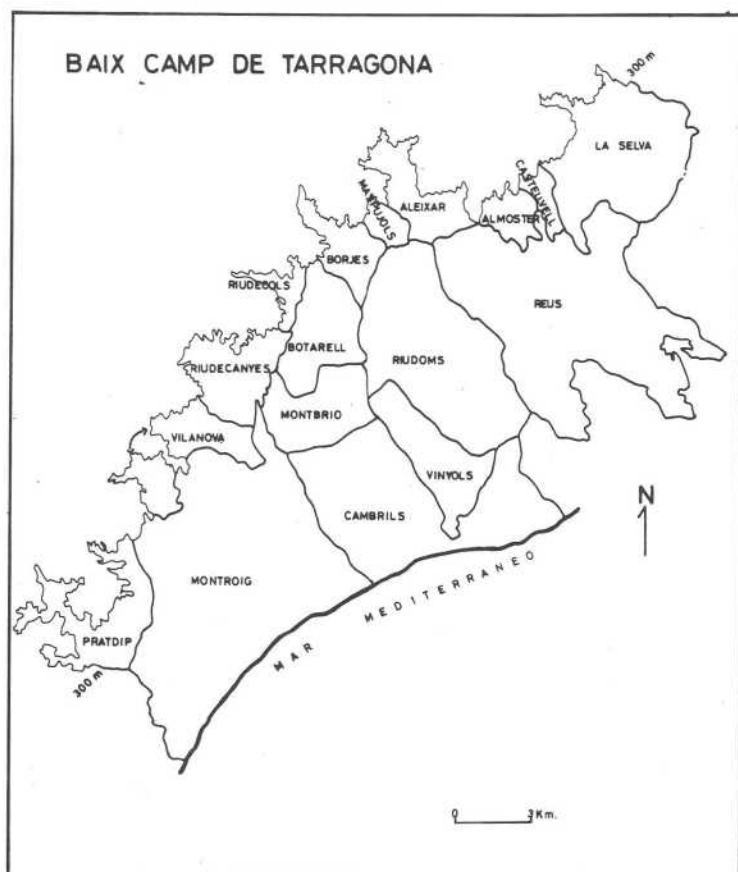 BAIX CAMP DE TARRAGONA
300 m
LA SELVA
CASTELLVELL
MASPUJOLS
ALEIXAR
ALMOSTER
BORJES
RIUDECOLS
REUS
BOTARELL
RIUDOMS
RIUDECANYES
MONTBRIO
VILANOVA
VINYOLS
N
CAMBRILS
MONTROIG
MAR MEDITERRANEO
PRATDIP
300 m
0 3 Km.